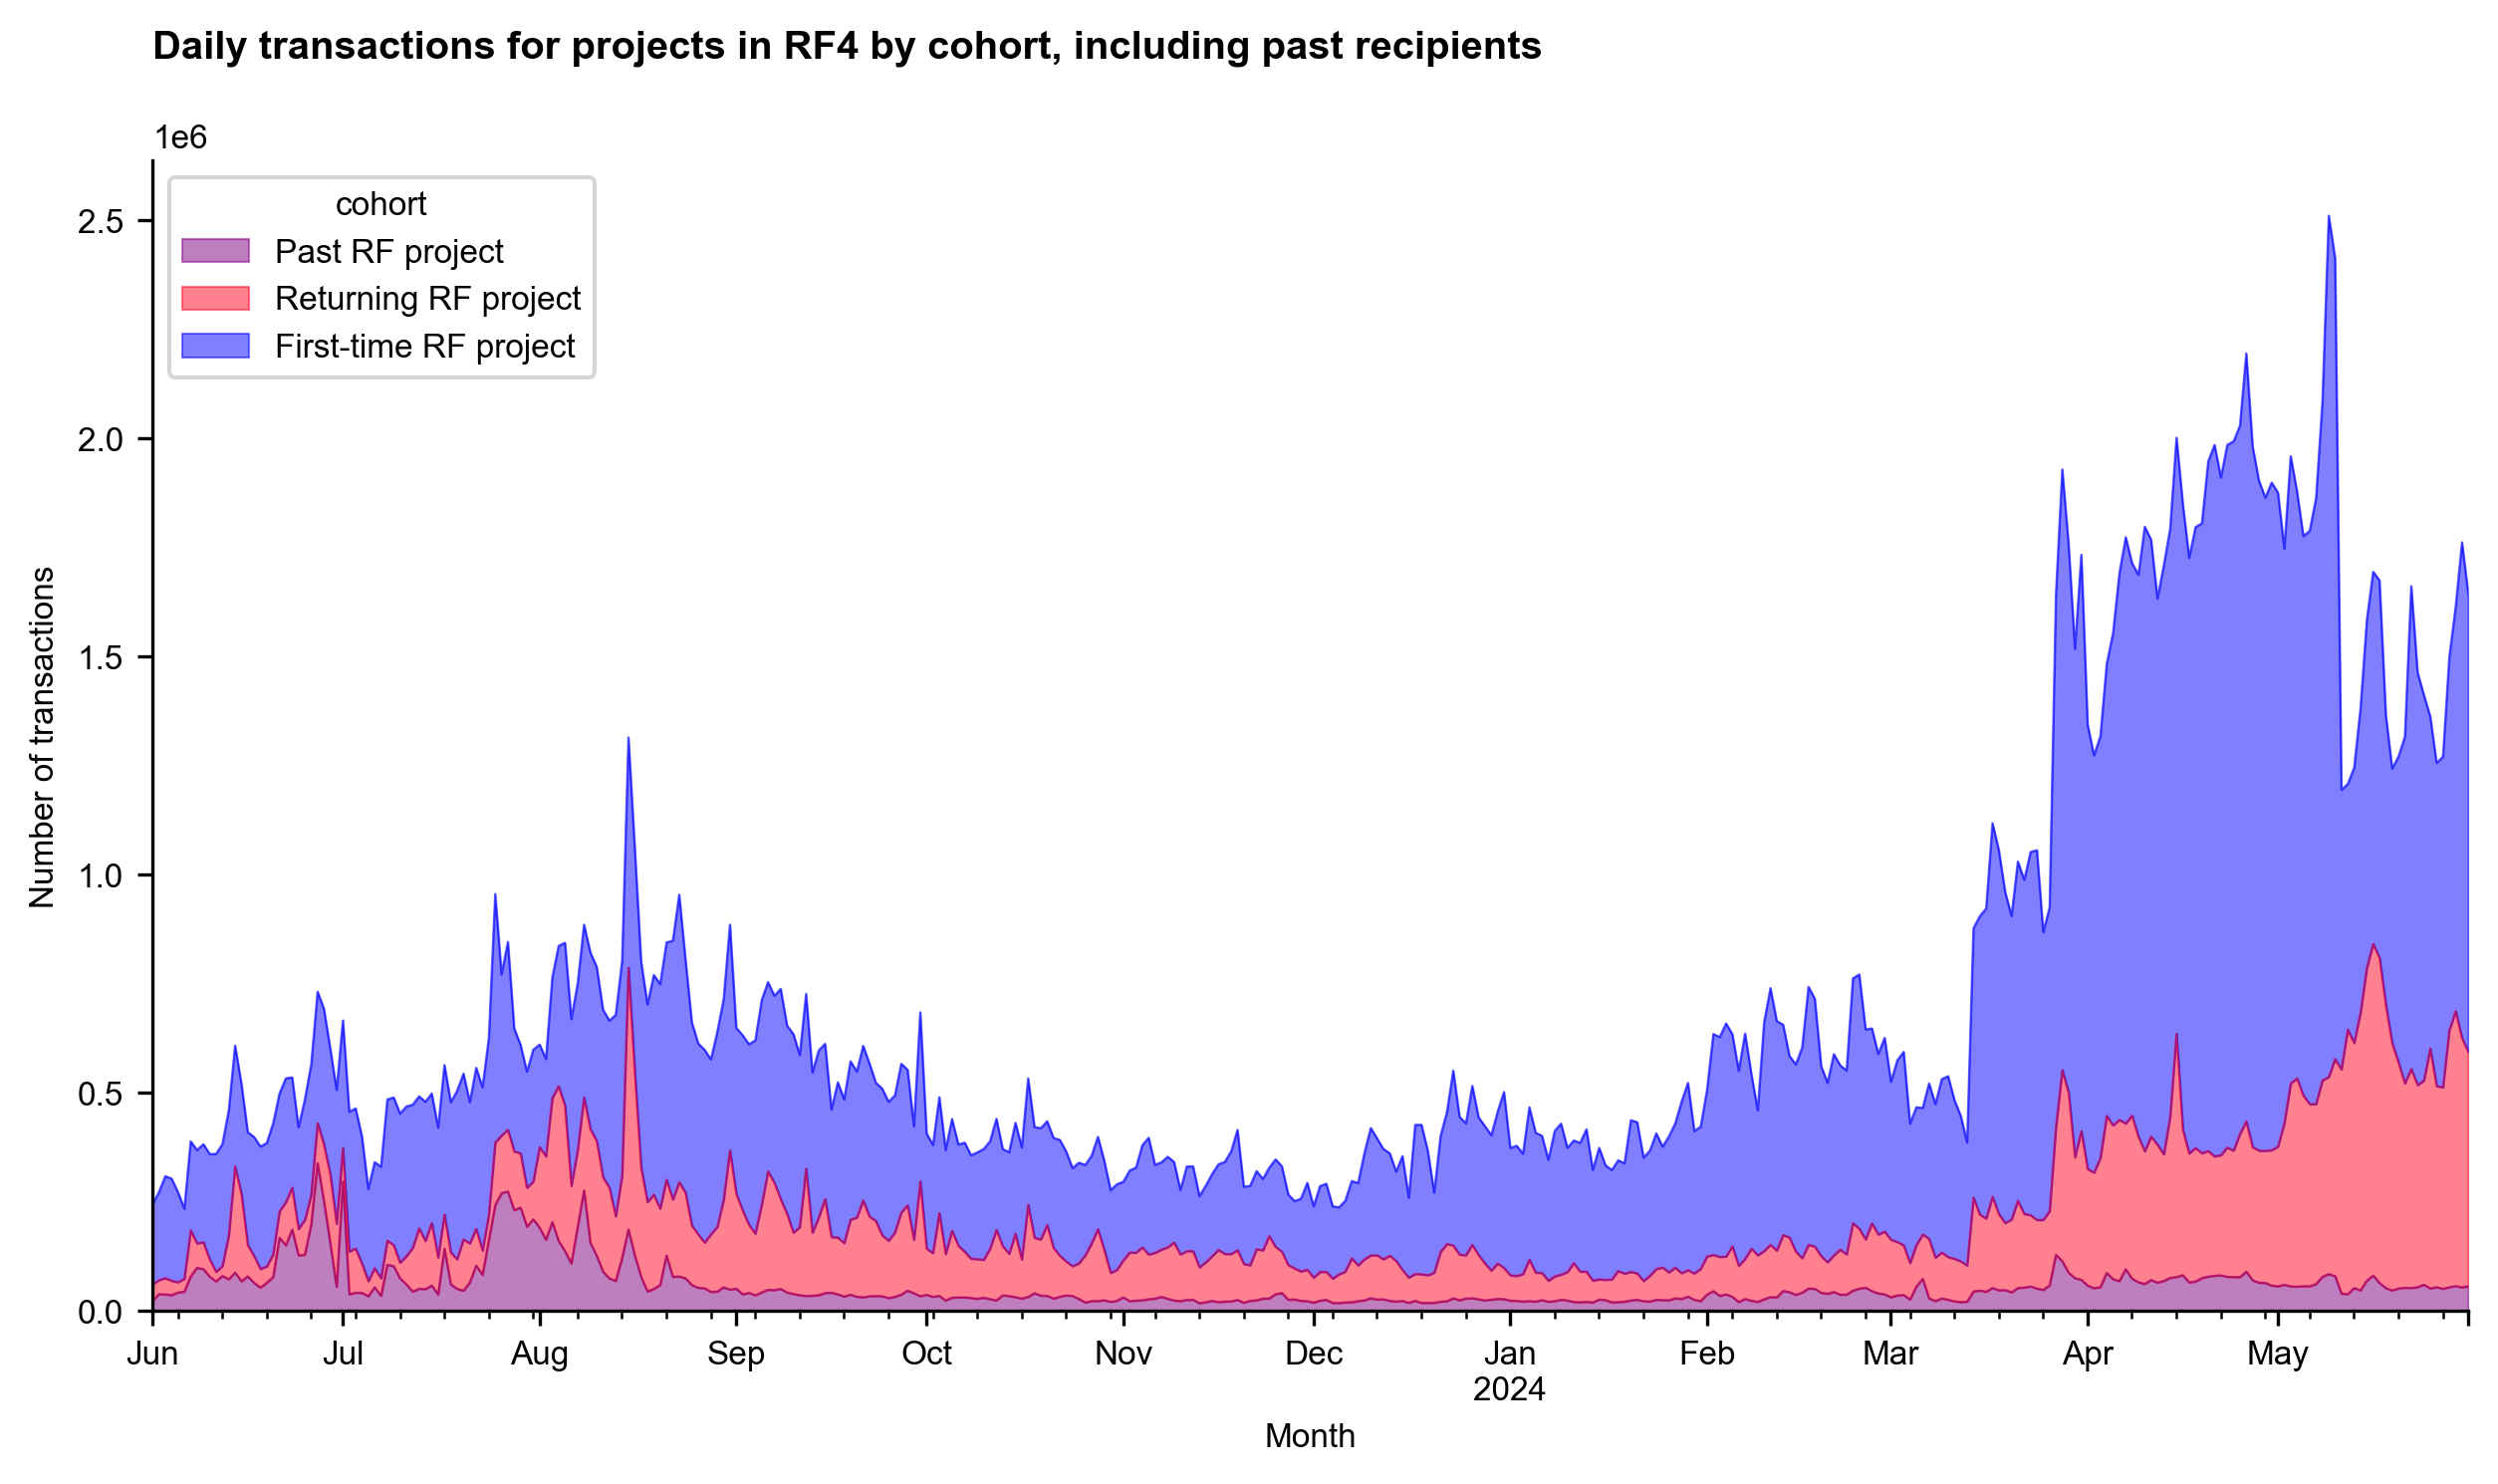 Daily transactions for projects in RF4 by cohort, including past recipients
1e6
cohort
Past RF project
Returning RF project
First-time RF project
2.5
2.0
1.5
1.0
0.5
0.0
Number of transactions
Jun Jul Aug Sep Oct Nov Dec Jan Feb Mar Apr May
2024
Month